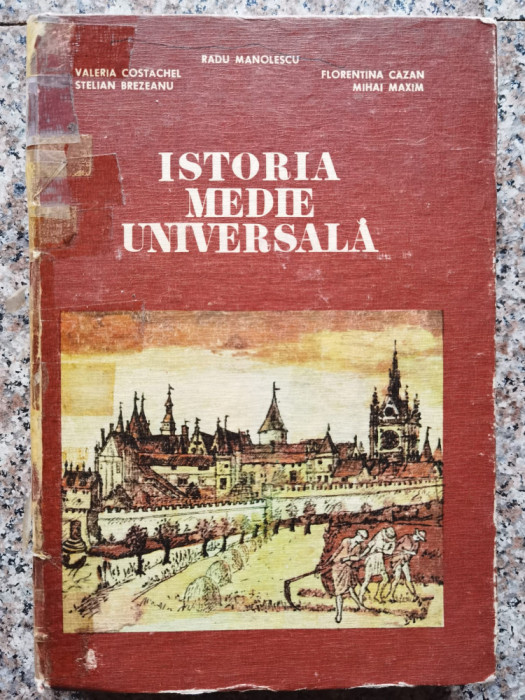 RADU MANOLESCU
VALERIA COSTACHEL FLORENTINA CAZAN
STELIAN BREZEANU MIHAI MAXIM
ISTORIA
MEDIE
UNIVERSALĂ